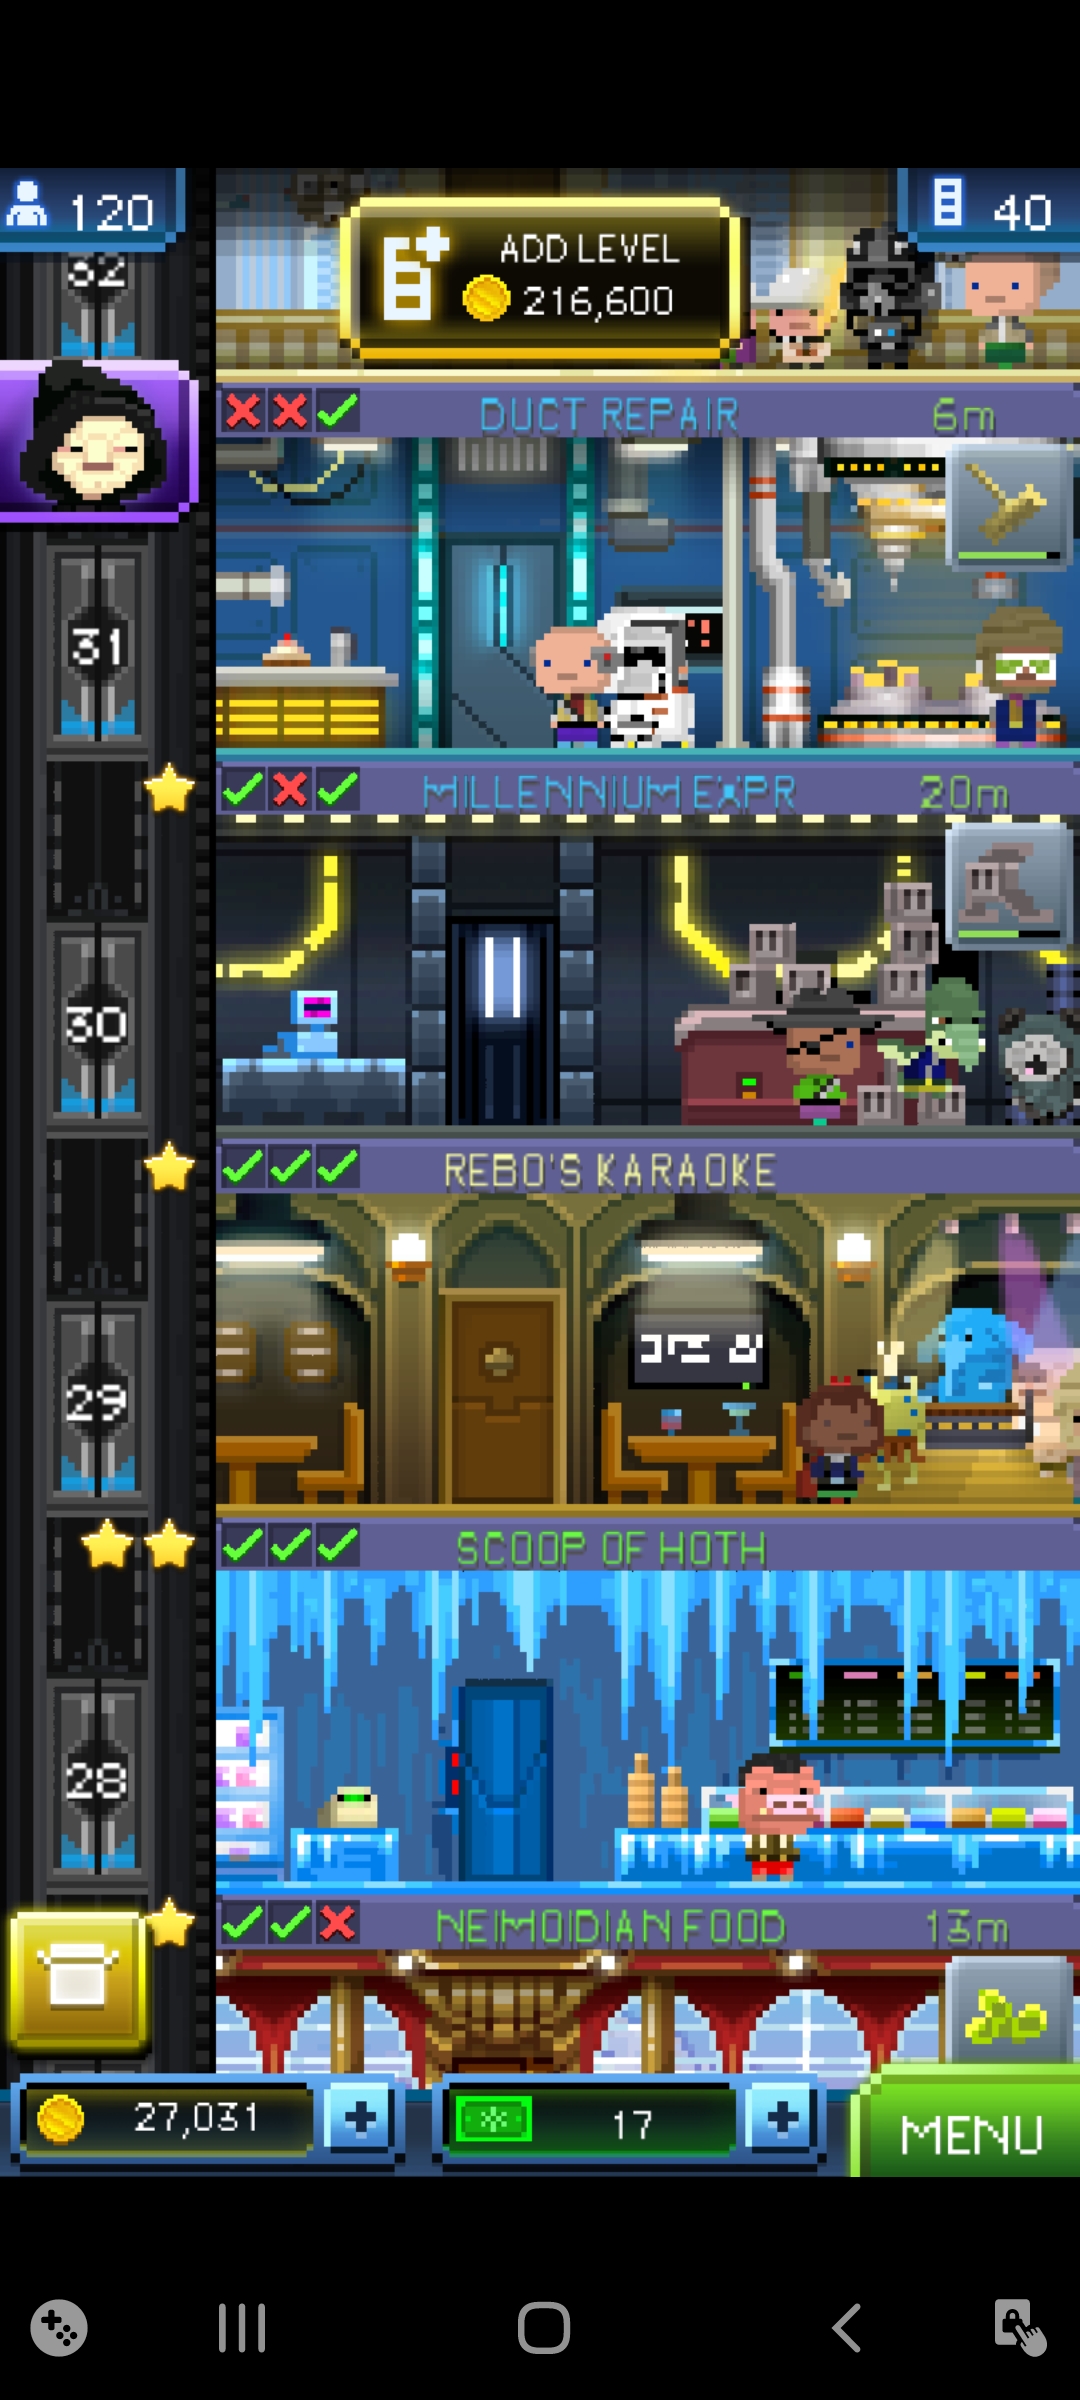 120
40
ADD LEVEL
216,600
DUCT REPAIR 6m
31
MILLENNIUM EXPR 20m
30
REBO'S KARAOKE
29
SCOOP OF HOTH
28
NEIMOIDIAN FOOD 13m
27,031
17
MENU